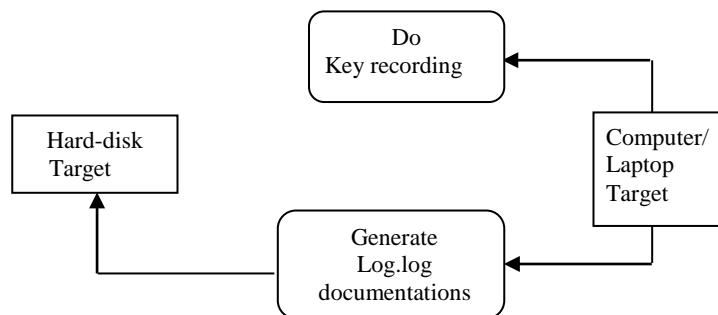 Do
Key recording
Hard-disk
Target
Computer/
Laptop
Target
Generate
Log.log
documentations